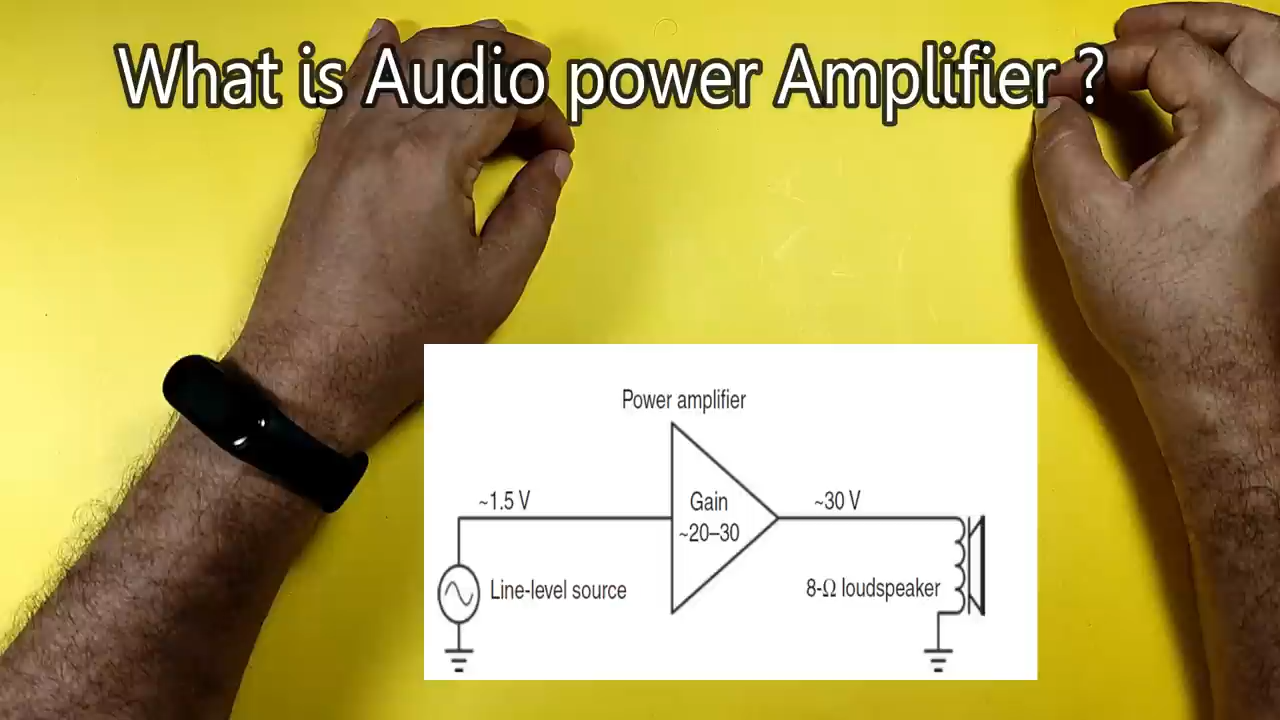 What is Audio power Amplifier ?
Power amplifier
~1.5 V
Gain
~20–30
~30 V
Line-level source
8-Ω loudspeaker